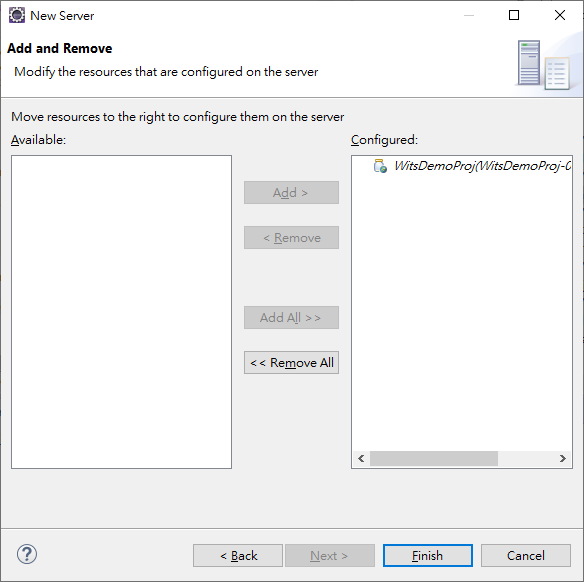 New Server
Add and Remove
Modify the resources that are configured on the server
Move resources to the right to configure them on the server
Available:
Configured:
WitsDemoProj(WitsDemoProj-0
Add >
< Remove
Add All >>
<< Remove All
?
< Back
Next >
Finish
Cancel